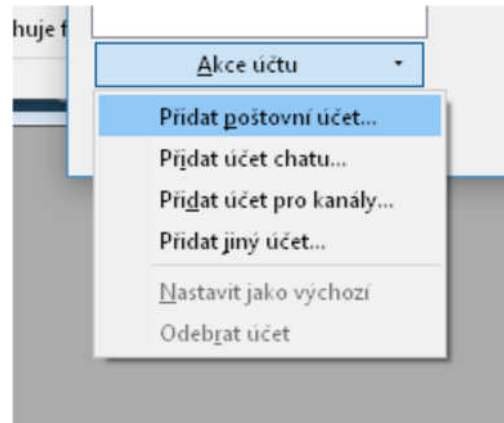 huje f
Akce účtu
Přidat poštovní účet...
Přidat účet chatu...
Přidat účet pro kanály...
Přidat jiný účet...
Nastavit jako výchozí
Odebrat účet